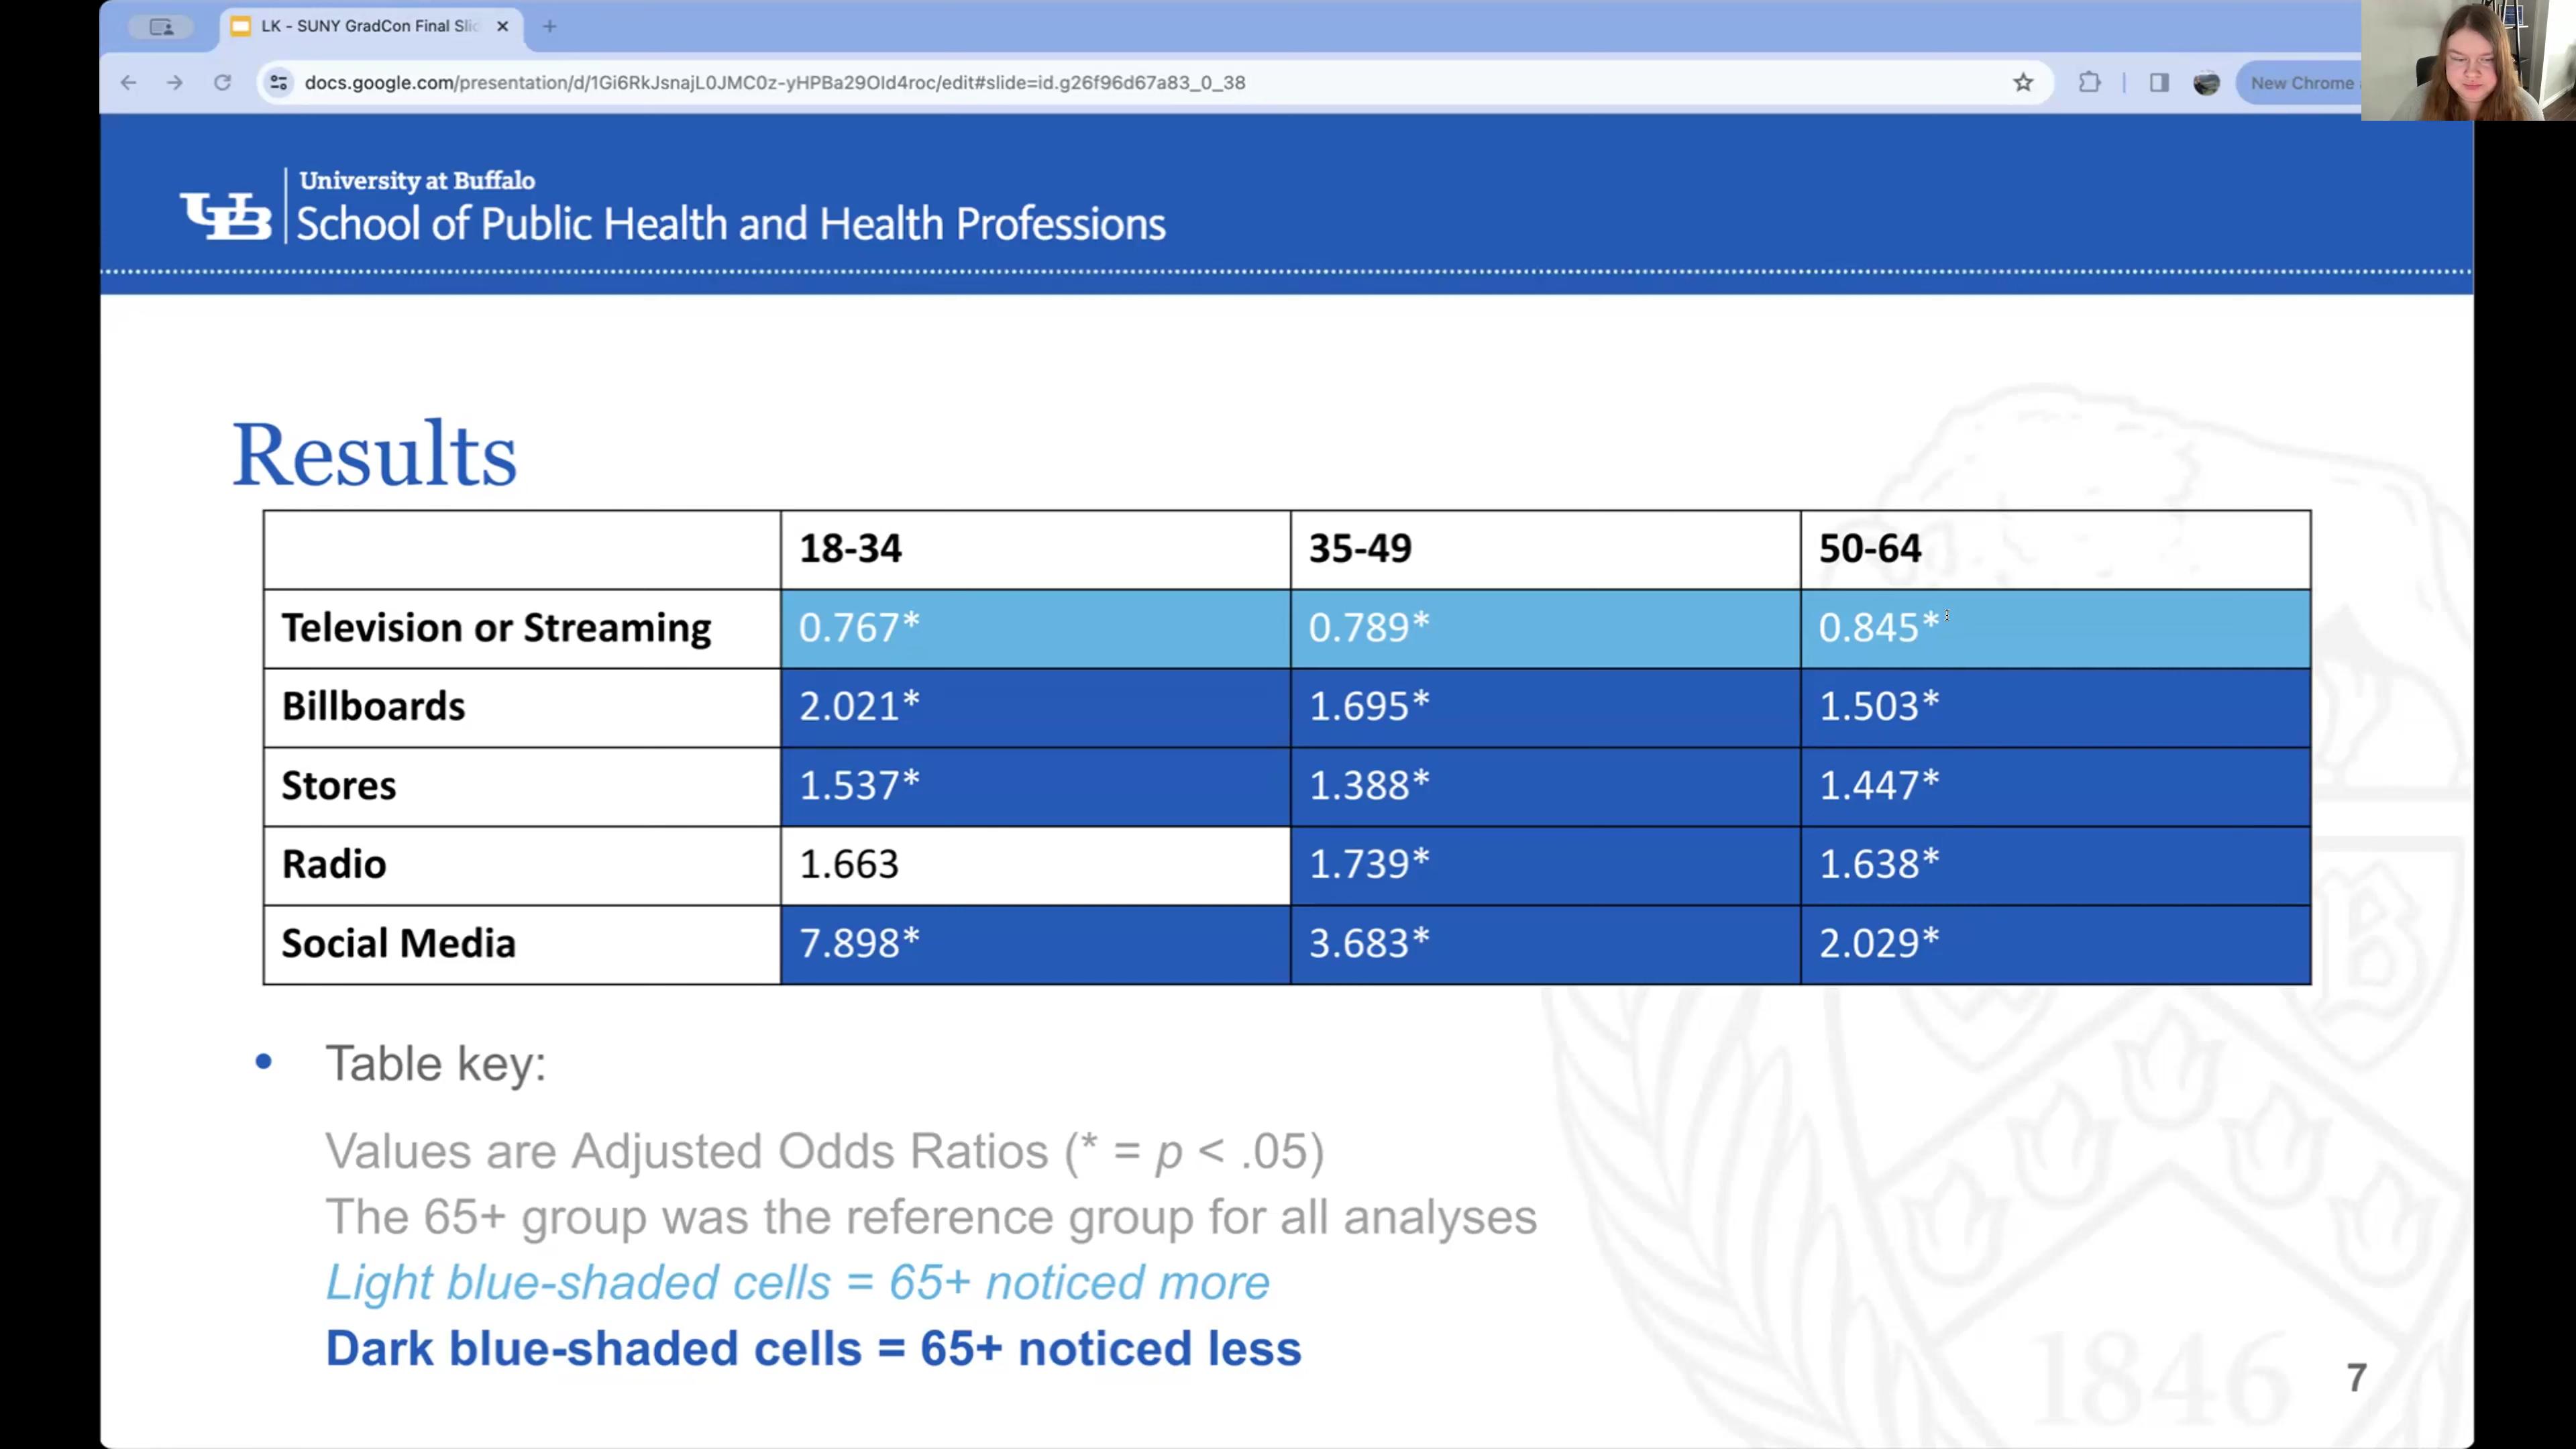 LK - SUNY GradCon Final Slic
docs.google.com/presentation/d/1Gi6RkJsnajL0JMC0z-yHPBa29Old4roc/edit#slide=id.g26f96d67a83_0_38
New Chrome
UB
University at Buffalo
School of Public Health and Health Professions
Results
18-34 35-49 50-64
Television or Streaming 0.767* 0.789* 0.845*
Billboards 2.021* 1.695* 1.503*
Stores 1.537* 1.388* 1.447*
Radio 1.663 1.739* 1.638*
Social Media 7.898* 3.683* 2.029*
• Table key:
Values are Adjusted Odds Ratios (* = p < .05)
The 65+ group was the reference group for all analyses
Light blue-shaded cells = 65+ noticed more
Dark blue-shaded cells = 65+ noticed less
1846
7